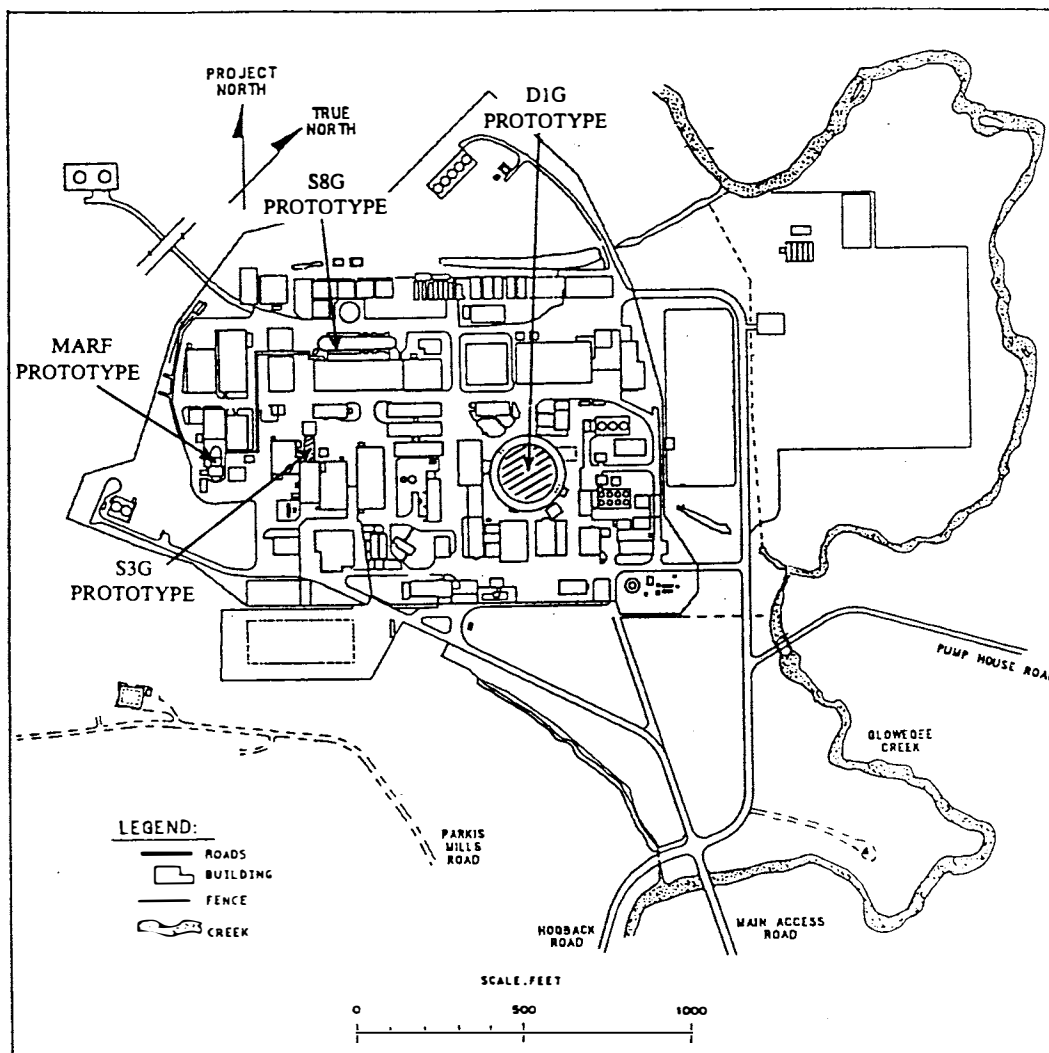 PROJECT
NORTH
TRUE
NORTH
D1G
PROTOTYPE
S8G
PROTOTYPE
MARF
PROTOTYPE
S3G
PROTOTYPE
PUMP HOUSE ROAD
GLOWEGEE
CREEK
LEGEND:
ROADS
BUILDING
FENCE
CREEK
PARKIS
MILLS
ROAD
HOGBACK
ROAD
MAIN ACCESS
ROAD
SCALE.FEET
0 500 1000